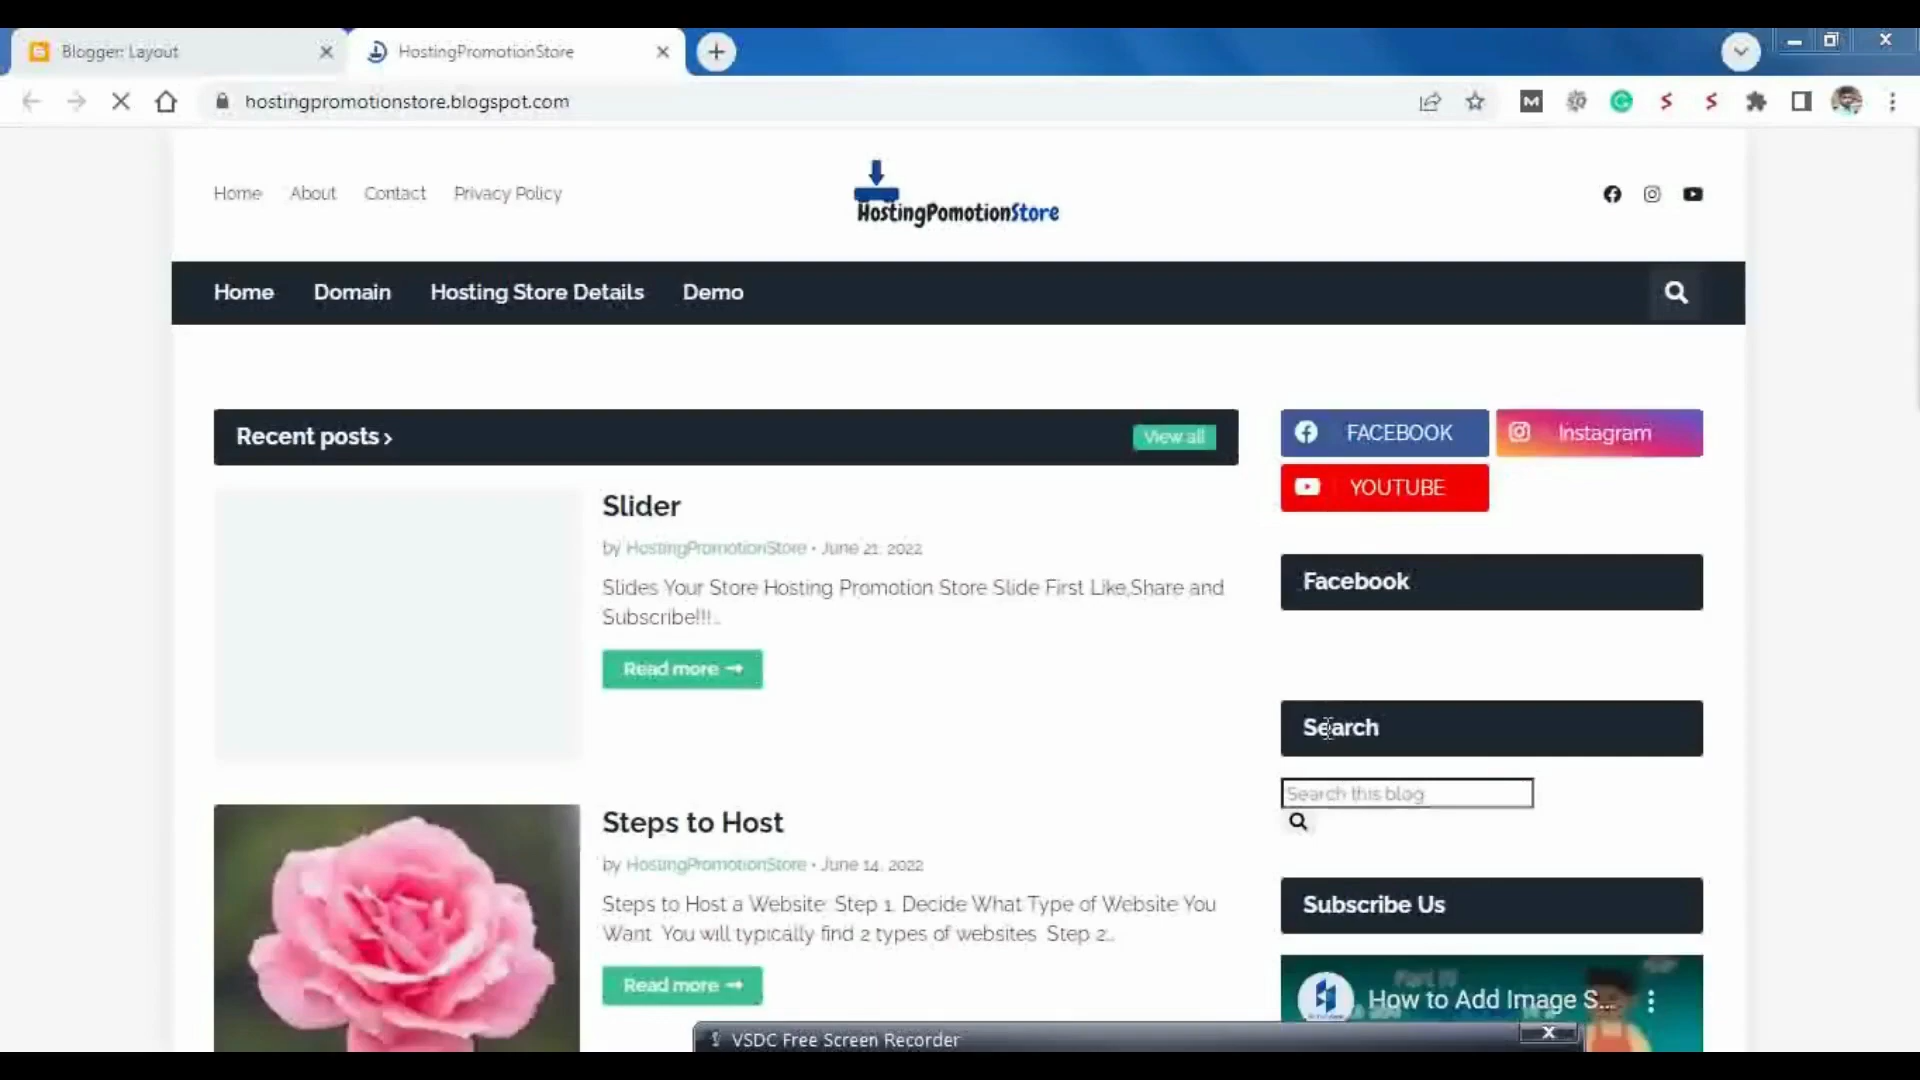 Blogger: Layout
HostingPromotionStore
hostingpromotionstore.blogspot.com
Home About Contact Privacy Policy
HostingPomotionStore
Home Domain Hosting Store Details Demo
Recent posts ›
View all
Slider
by HostingPromotionStore • June 21, 2022
Slides Your Store Hosting Promotion Store Slide First Like,Share and
Subscribe!!!...
Read more →
Steps to Host
by HostingPromotionStore • June 14, 2022
Steps to Host a Website: Step 1. Decide What Type of Website You
Want. You will typically find 2 types of websites Step 2...
Read more →
FACEBOOK
Instagram
YOUTUBE
Facebook
Search
Search this blog
Subscribe Us
How to Add Image S...
VSDC Free Screen Recorder